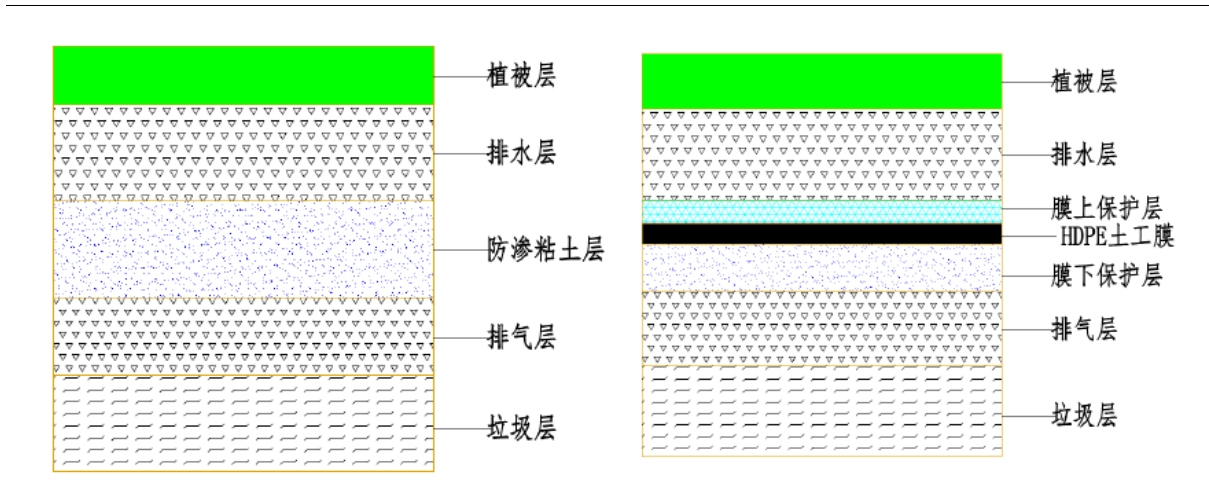 植被层
排水层
防渗粘土层
排气层
垃圾层
植被层
排水层
膜上保护层
HDPE土工膜
膜下保护层
排气层
垃圾层